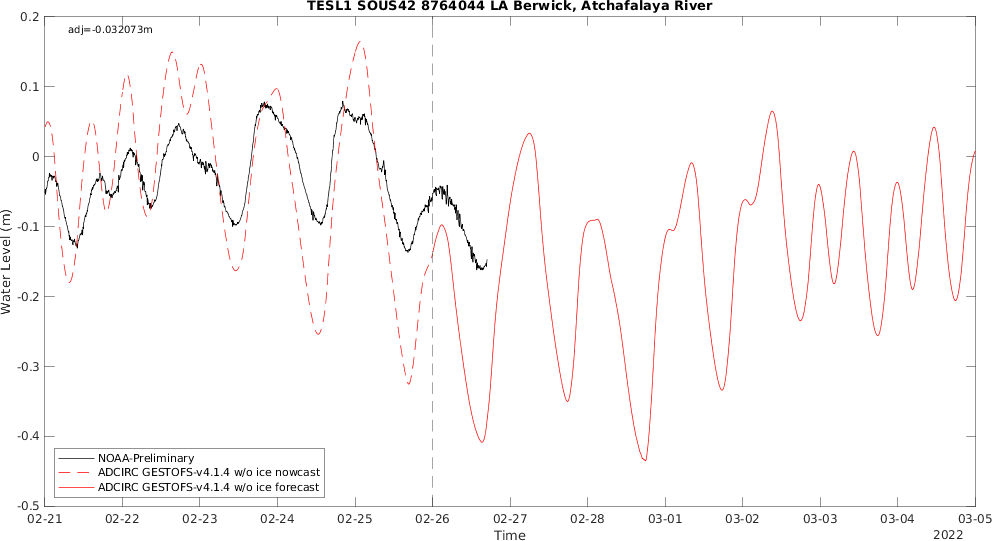 TESL1 SOUS42 8764044 LA Berwick, Atchafalaya River
adj=-0.032073m
0.2
0.1
0
-0.1
-0.2
-0.3
-0.4
-0.5
Water Level (m)
NOAA-Preliminary
ADCIRC GESTOFS-v4.1.4 w/o ice nowcast
ADCIRC GESTOFS-v4.1.4 w/o ice forecast
02-21 02-22 02-23 02-24 02-25 02-26 02-27 02-28 03-01 03-02 03-03 03-04 03-05
Time
2022